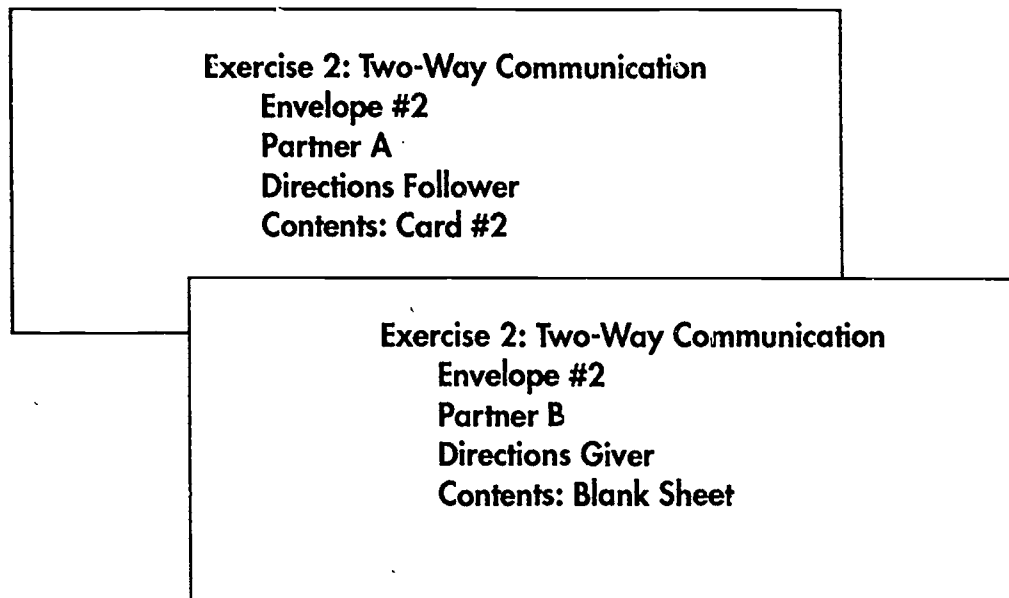 Exercise 2: Two-Way Communication
Envelope #2
Partner A
Directions Follower
Contents: Card #2
Exercise 2: Two-Way Communication
Envelope #2
Partner B
Directions Giver
Contents: Blank Sheet